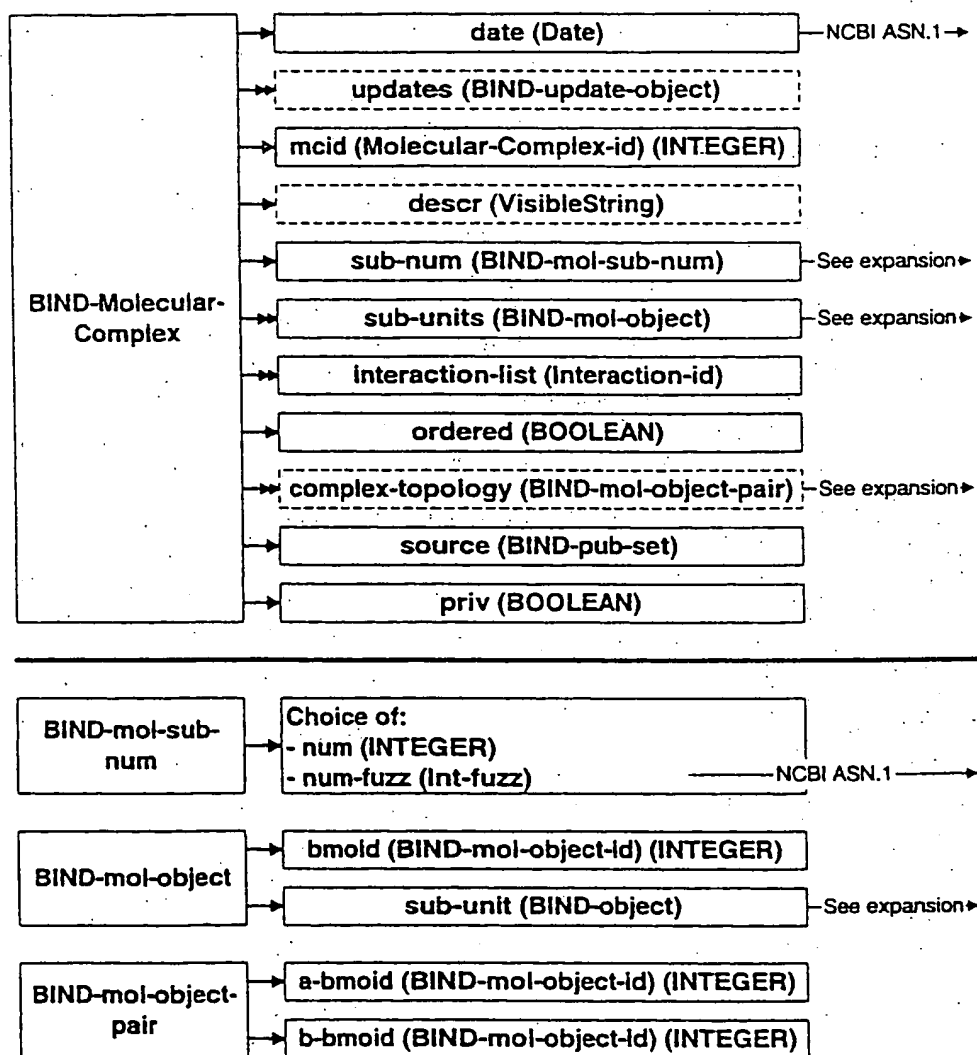 date (Date)
NCBI ASN.1
updates (BIND-update-object)
mcid (Molecular-Complex-id) (INTEGER)
descr (VisibleString)
sub-num (BIND-mol-sub-num)
See expansion
BIND-Molecular-
Complex
sub-units (BIND-mol-object)
See expansion
interaction-list (Interaction-id)
ordered (BOOLEAN)
complex-topology (BIND-mol-object-pair)
See expansion
source (BIND-pub-set)
priv (BOOLEAN)
BIND-mol-sub-
num
Choice of:
- num (INTEGER)
- num-fuzz (Int-fuzz)
NCBI ASN.1
BIND-mol-object
bmoid (BIND-mol-object-id) (INTEGER)
sub-unit (BIND-object)
See expansion
BIND-mol-object-
pair
a-bmoid (BIND-mol-object-id) (INTEGER)
b-bmoid (BIND-mol-object-id) (INTEGER)